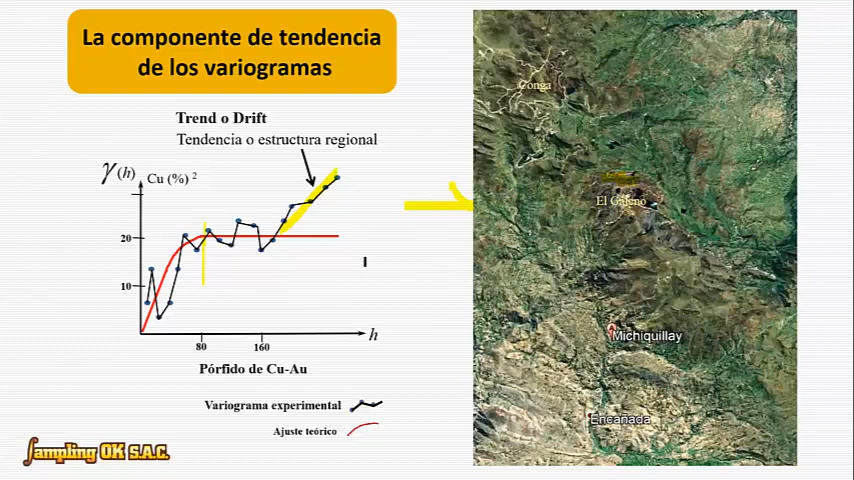 La componente de tendencia
de los variogramas
Trend o Drift
Tendencia o estructura regional
γ(h)
Cu (%) ²
20
10
h
80
160
Pórfido de Cu-Au
Variograma experimental
Ajuste teórico
Sampling OK S.A.C.
Conga
El Galeno
Michiquillay
Encañada